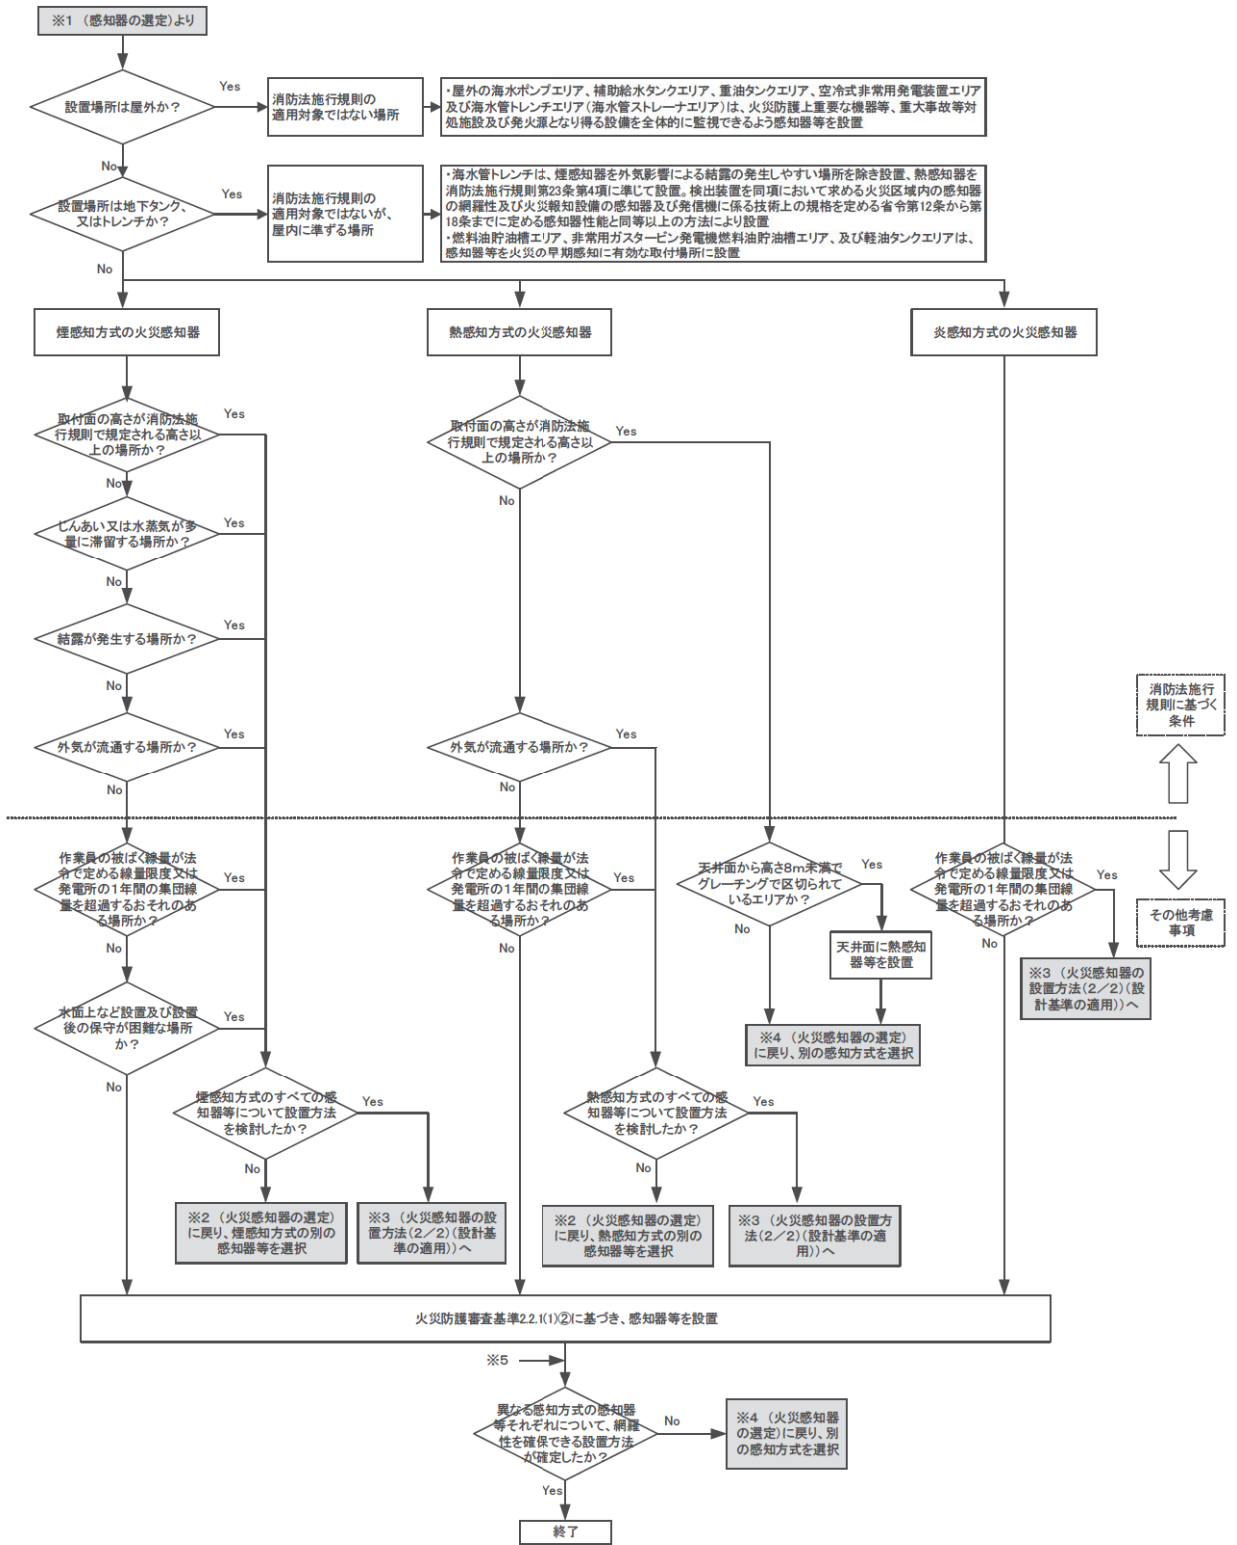 ※1 （感知器の選定）より
設置場所は屋外か？
Yes
消防法施行規則の
適用対象ではない場所
・屋外の海水ポンプエリア、補助給水タンクエリア、重油タンクエリア、空冷式非常用発電装置エリア
及び海水管トレンチエリア（海水管ストレーナエリア）は、火災防護上重要な機器等、重大事故等対
処施設及び発火源となり得る設備を全体的に監視できるよう感知器等を設置
No
設置場所は地下タンク、
又はトレンチか？
Yes
消防法施行規則の
適用対象ではないが、
屋内に準ずる場所
・海水管トレンチは、煙感知器を外気影響による結露の発生しやすい場所を除き設置、熱感知器を
消防法施行規則第23条第4項に準じて設置。検出装置を同項において求める火災区域内の感知器
の網羅性及び火災報知設備の感知器及び発信機に係る技術上の規格を定める省令第12条から第
18条までに定める感知器性能と同等以上の方法により設置
・燃料油貯油槽エリア、非常用ガスタービン発電機燃料油貯油槽エリア、及び軽油タンクエリアは、
感知器等を火災の早期感知に有効な取付場所に設置
No
煙感知方式の火災感知器
熱感知方式の火災感知器
炎感知方式の火災感知器
取付面の高さが消防法施
行規則で規定される高さ以
上の場所か？
Yes
No
取付面の高さが消防法施
行規則で規定される高さ以
上の場所か？
Yes
No
じんあい又は水蒸気が多
量に滞留する場所か？
Yes
No
結露が発生する場所か？
Yes
No
外気が流通する場所か？
Yes
No
外気が流通する場所か？
Yes
No
消防法施行
規則に基づく
条件
作業員の被ばく線量が法
令で定める線量限度又は
発電所の1年間の集団線
量を超過するおそれのあ
る場所か？
Yes
No
作業員の被ばく線量が法
令で定める線量限度又は
発電所の1年間の集団線
量を超過するおそれのあ
る場所か？
Yes
No
天井面から高さ8m未満で
グレーチングで区切られて
いるエリアか？
Yes
No
天井面に熱感知
器等を設置
作業員の被ばく線量が法
令で定める線量限度又は
発電所の1年間の集団線
量を超過するおそれのあ
る場所か？
Yes
No
その他考慮
事項
※3 （火災感知器の
設置方法（2／2）（設
計基準の適用））へ
水面上など設置及び設置
後の保守が困難な場所
か？
Yes
No
※4 （火災感知器の選定）
に戻り、別の感知方式を選択
煙感知方式のすべての感
知器等について設置方法
を検討したか？
Yes
No
熱感知方式のすべての感
知器等について設置方法
を検討したか？
Yes
No
※2 （火災感知器の選定）
に戻り、煙感知方式の別の
感知器等を選択
※3 （火災感知器の設
置方法（2／2）（設計基
準の適用））へ
※2 （火災感知器の選定）
に戻り、熱感知方式の別の
感知器等を選択
※3 （火災感知器の設置方
法（2／2）（設計基準の適
用））へ
火災防護審査基準2.2.1(1)②に基づき、感知器等を設置
※5
異なる感知方式の感知器
等それぞれについて、網羅
性を確保できる設置方法
が確定したか？
No
※4 （火災感知器
の選定）に戻り、別
の感知方式を選択
Yes
終了